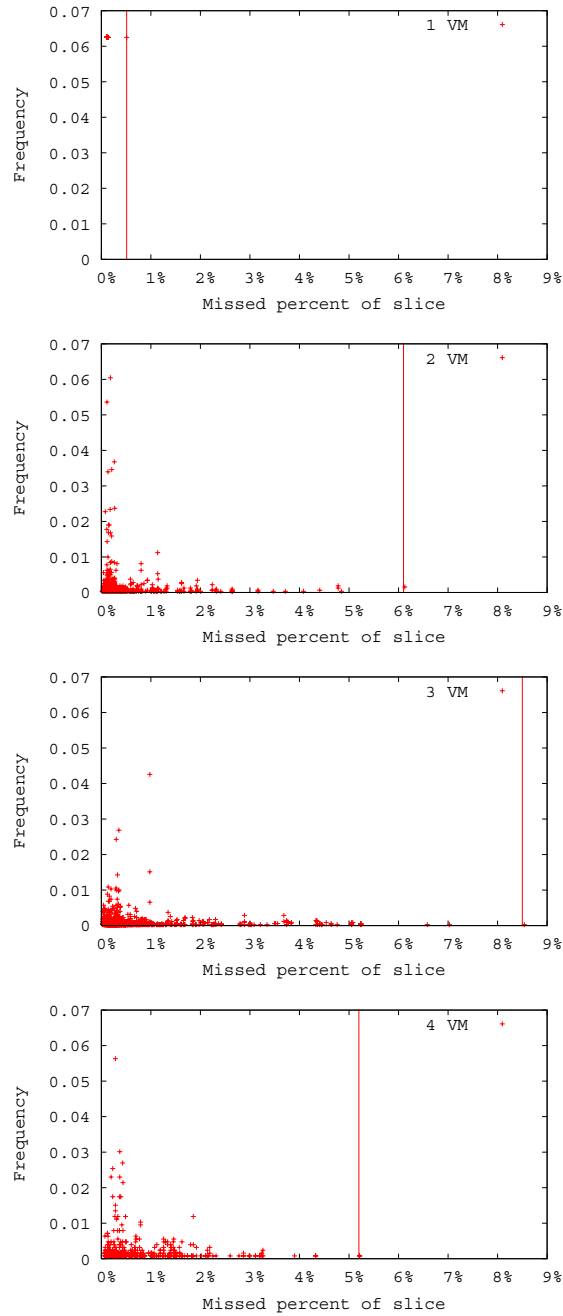 0.07
1 VM
0.06
0.05
0.04
Frequency
0.03
0.02
0.01
0
0% 1% 2% 3% 4% 5% 6% 7% 8% 9%
Missed percent of slice
0.07
2 VM
0.06
0.05
0.04
Frequency
0.03
0.02
0.01
0
0% 1% 2% 3% 4% 5% 6% 7% 8% 9%
Missed percent of slice
0.07
3 VM
0.06
0.05
0.04
Frequency
0.03
0.02
0.01
0
0% 1% 2% 3% 4% 5% 6% 7% 8% 9%
Missed percent of slice
0.07
4 VM
0.06
0.05
0.04
Frequency
0.03
0.02
0.01
0
0% 1% 2% 3% 4% 5% 6% 7% 8% 9%
Missed percent of slice